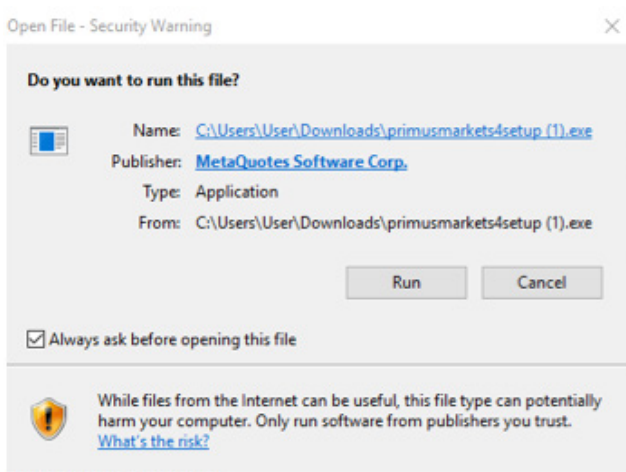 Open File - Security Warning
Do you want to run this file?
Name: C:\Users\User\Downloads\primusmarkets4setup (1).exe
Publisher: MetaQuotes Software Corp.
Type: Application
From: C:\Users\User\Downloads\primusmarkets4setup (1).exe
Run Cancel
Always ask before opening this file
While files from the Internet can be useful, this file type can potentially
harm your computer. Only run software from publishers you trust.
What's the risk?